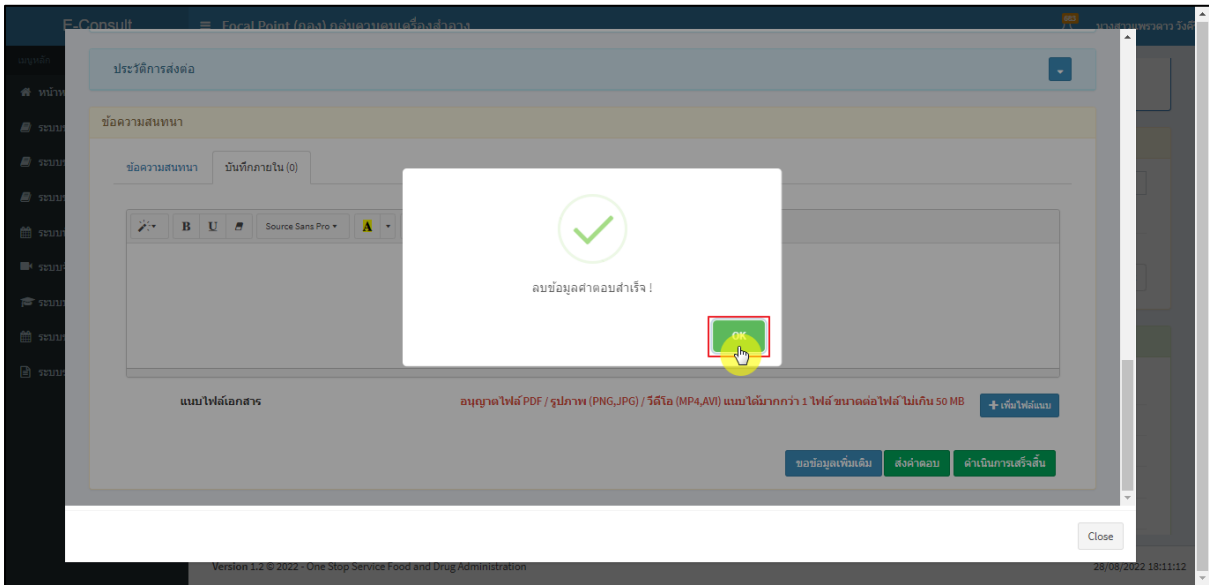 E-Consult
Focal Point (กอง) กลุ่มควบคุมเครื่องสำอาง
เมนูหลัก
ประวัติการส่งต่อ
ข้อความสนทนา
ข้อความสนทนา
บันทึกภายใน (0)
B U Source Sans Pro A
ลบข้อมูลคำตอบสำเร็จ !
OK
แนบไฟล์เอกสาร
อนุญาตไฟล์ PDF / รูปภาพ (PNG,JPG) / วีดีโอ (MP4,AVI) แนบได้มากกว่า 1 ไฟล์ ขนาดต่อไฟล์ ไม่เกิน 50 MB
เพิ่มไฟล์แนบ
ขอข้อมูลเพิ่มเติม
ส่งคำตอบ
ดำเนินการเสร็จสิ้น
Close
Version 1.2 © 2022 - One Stop Service Food and Drug Administration
28/08/2022 18:11:12